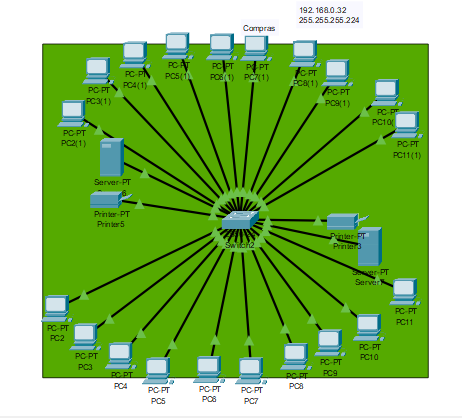 192.168.0.32
255.255.255.224
Compras
PC-PT
PC5(1)
PC-PT
PC6(1)
PC-PT
PC7(1)
PC-PT
PC4(1)
PC-PT
PC8(1)
PC-PT
PC3(1)
PC-PT
PC9(1)
PC-PT
PC10(
PC-PT
PC2(1)
PC-PT
PC11(1)
Server-PT
Printer-PT
Printer5
Switch2
Printer-PT
Printer3
Server-PT
Server
PC-PT
PC2
PC-PT
PC3
PC-PT
PC4
PC-PT
PC5
PC-PT
PC6
PC-PT
PC7
PC-PT
PC8
PC-PT
PC9
PC-PT
PC10
PC-PT
PC11